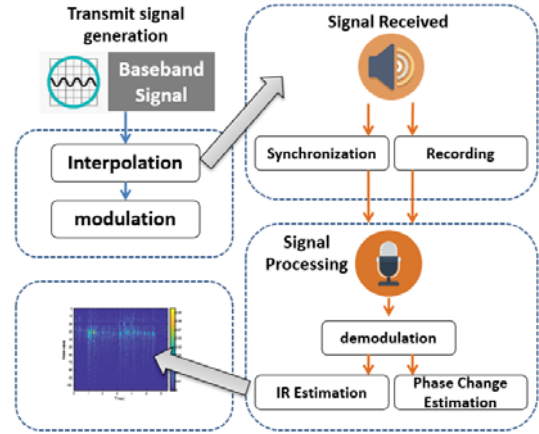 Transmit signal
generation
Baseband
Signal
Interpolation
modulation
Signal Received
Synchronization
Recording
Signal
Processing
demodulation
IR Estimation
Phase Change
Estimation